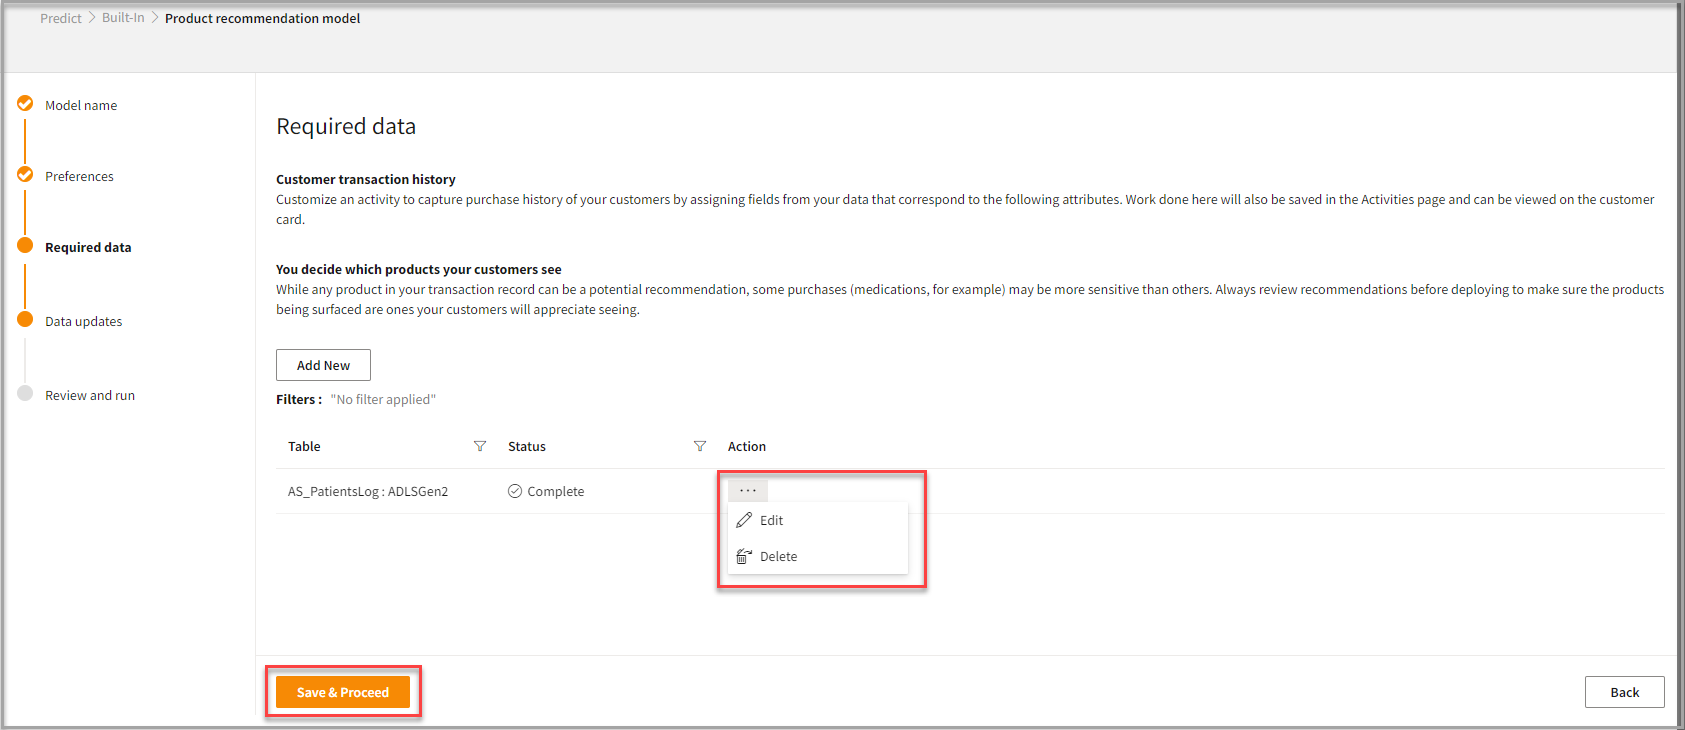 Predict > Built-In > Product recommendation model
Model name
Preferences
Required data
Data updates
Review and run
Required data
Customer transaction history
Customize an activity to capture purchase history of your customers by assigning fields from your data that correspond to the following attributes. Work done here will also be saved in the Activities page and can be viewed on the customer
card.
You decide which products your customers see
While any product in your transaction record can be a potential recommendation, some purchases (medications, for example) may be more sensitive than others. Always review recommendations before deploying to make sure the products
being surfaced are ones your customers will appreciate seeing.
Add New
Filters : "No filter applied"
Table Status Action
AS_PatientsLog : ADLSGen2 Complete ...
Edit
Delete
Save & Proceed Back